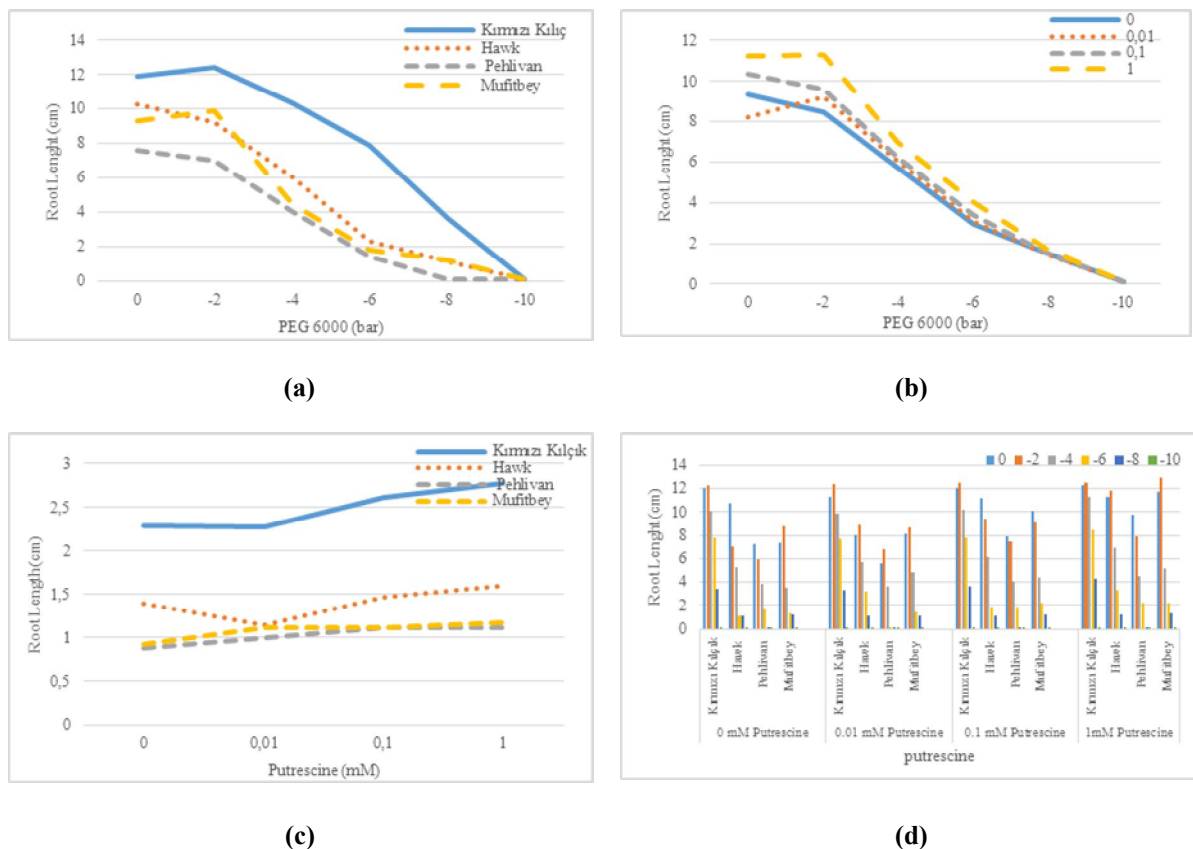 14
12
10
8
6
4
2
0
Root Lenght (cm)
0 -2 -4 -6 -8 -10
PEG 6000 (bar)
Kırmızı Kılıç
Hawk
Pehlivan
Mufitbey
(a)
12
10
8
6
4
2
0
Root Lenght (cm)
0 -2 -4 -6 -8 -10
PEG 6000 (bar)
0
0,01
0,1
1
(b)
3
2,5
2
1,5
1
0,5
0
Root Length (cm)
0 0,01 0,1 1
Putrescine (mM)
Kırmızı Kılçık
Hawk
Pehlivan
Mufitbey
(c)
0 -2 -4 -6 -8 -10
14
12
10
8
6
4
2
0
Root Lenght (cm)
Kırmızı Kılçık
Hawk
Pehlivan
Mufitbey
Kırmızı Kılçık
Hawk
Pehlivan
Mufitbey
Kırmızı Kılçık
Hawk
Pehlivan
Mufitbey
Kırmızı Kılçık
Hawk
Pehlivan
Mufitbey
0 mM Putrescine 0.01 mM Putrescine 0.1 mM Putrescine 1mM Putrescine
putrescine
(d)